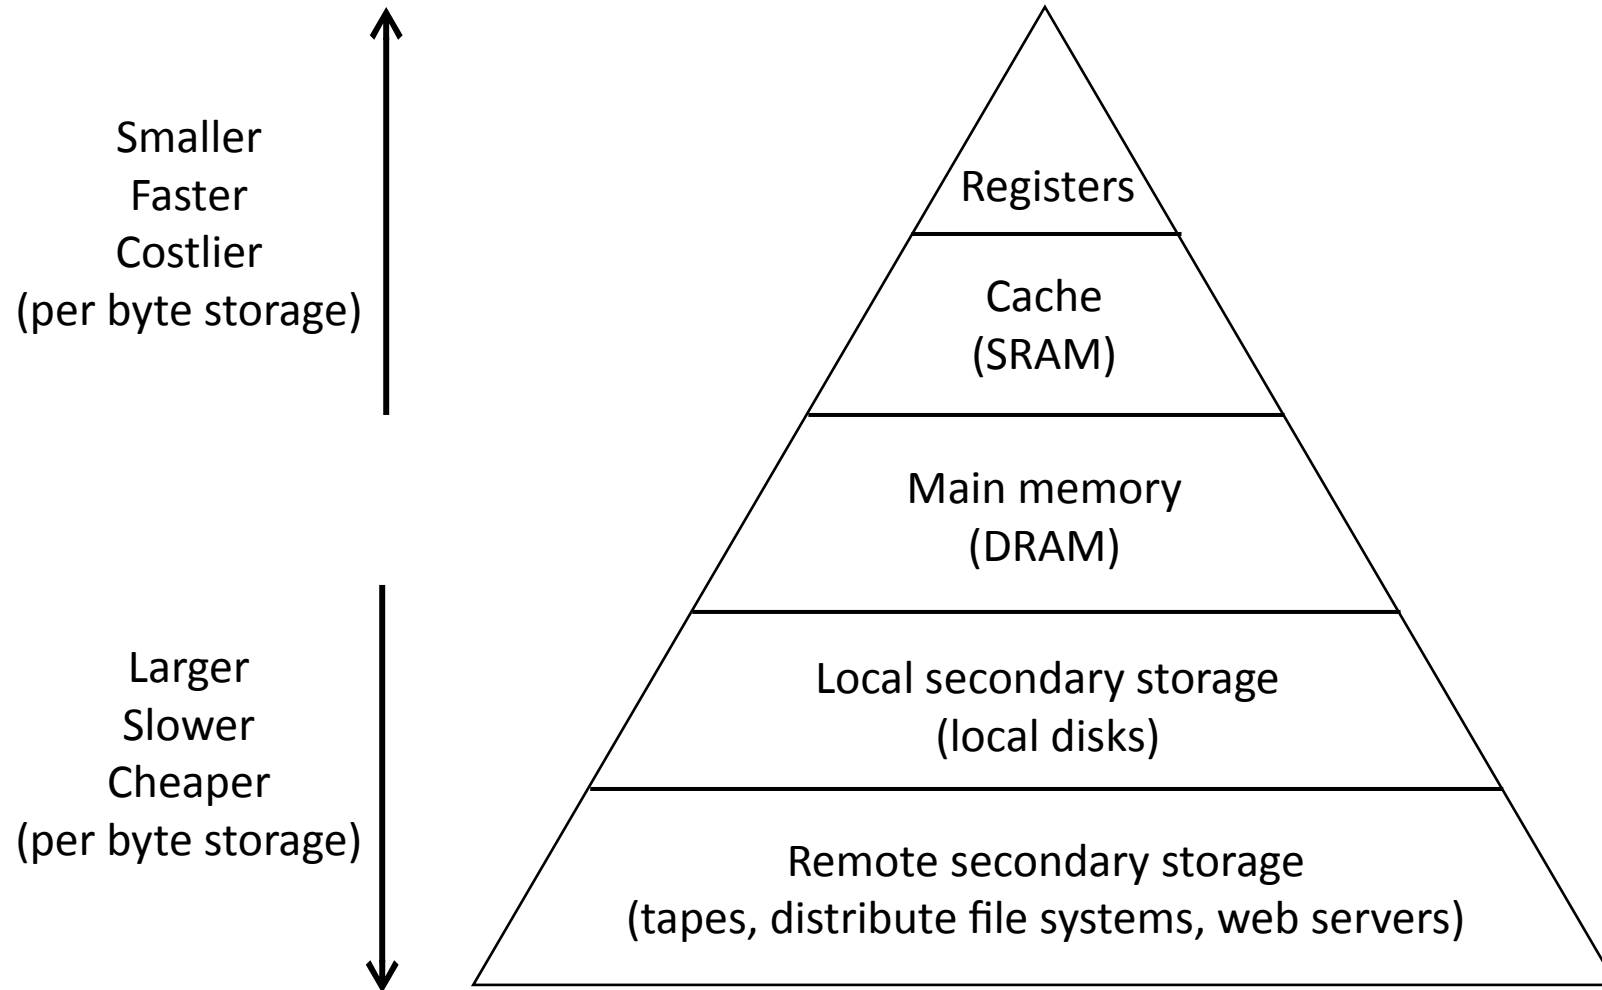 Smaller
Faster
Costlier
(per byte storage)
Larger
Slower
Cheaper
(per byte storage)
Registers
Cache
(SRAM)
Main memory
(DRAM)
Local secondary storage
(local disks)
Remote secondary storage
(tapes, distribute file systems, web servers)